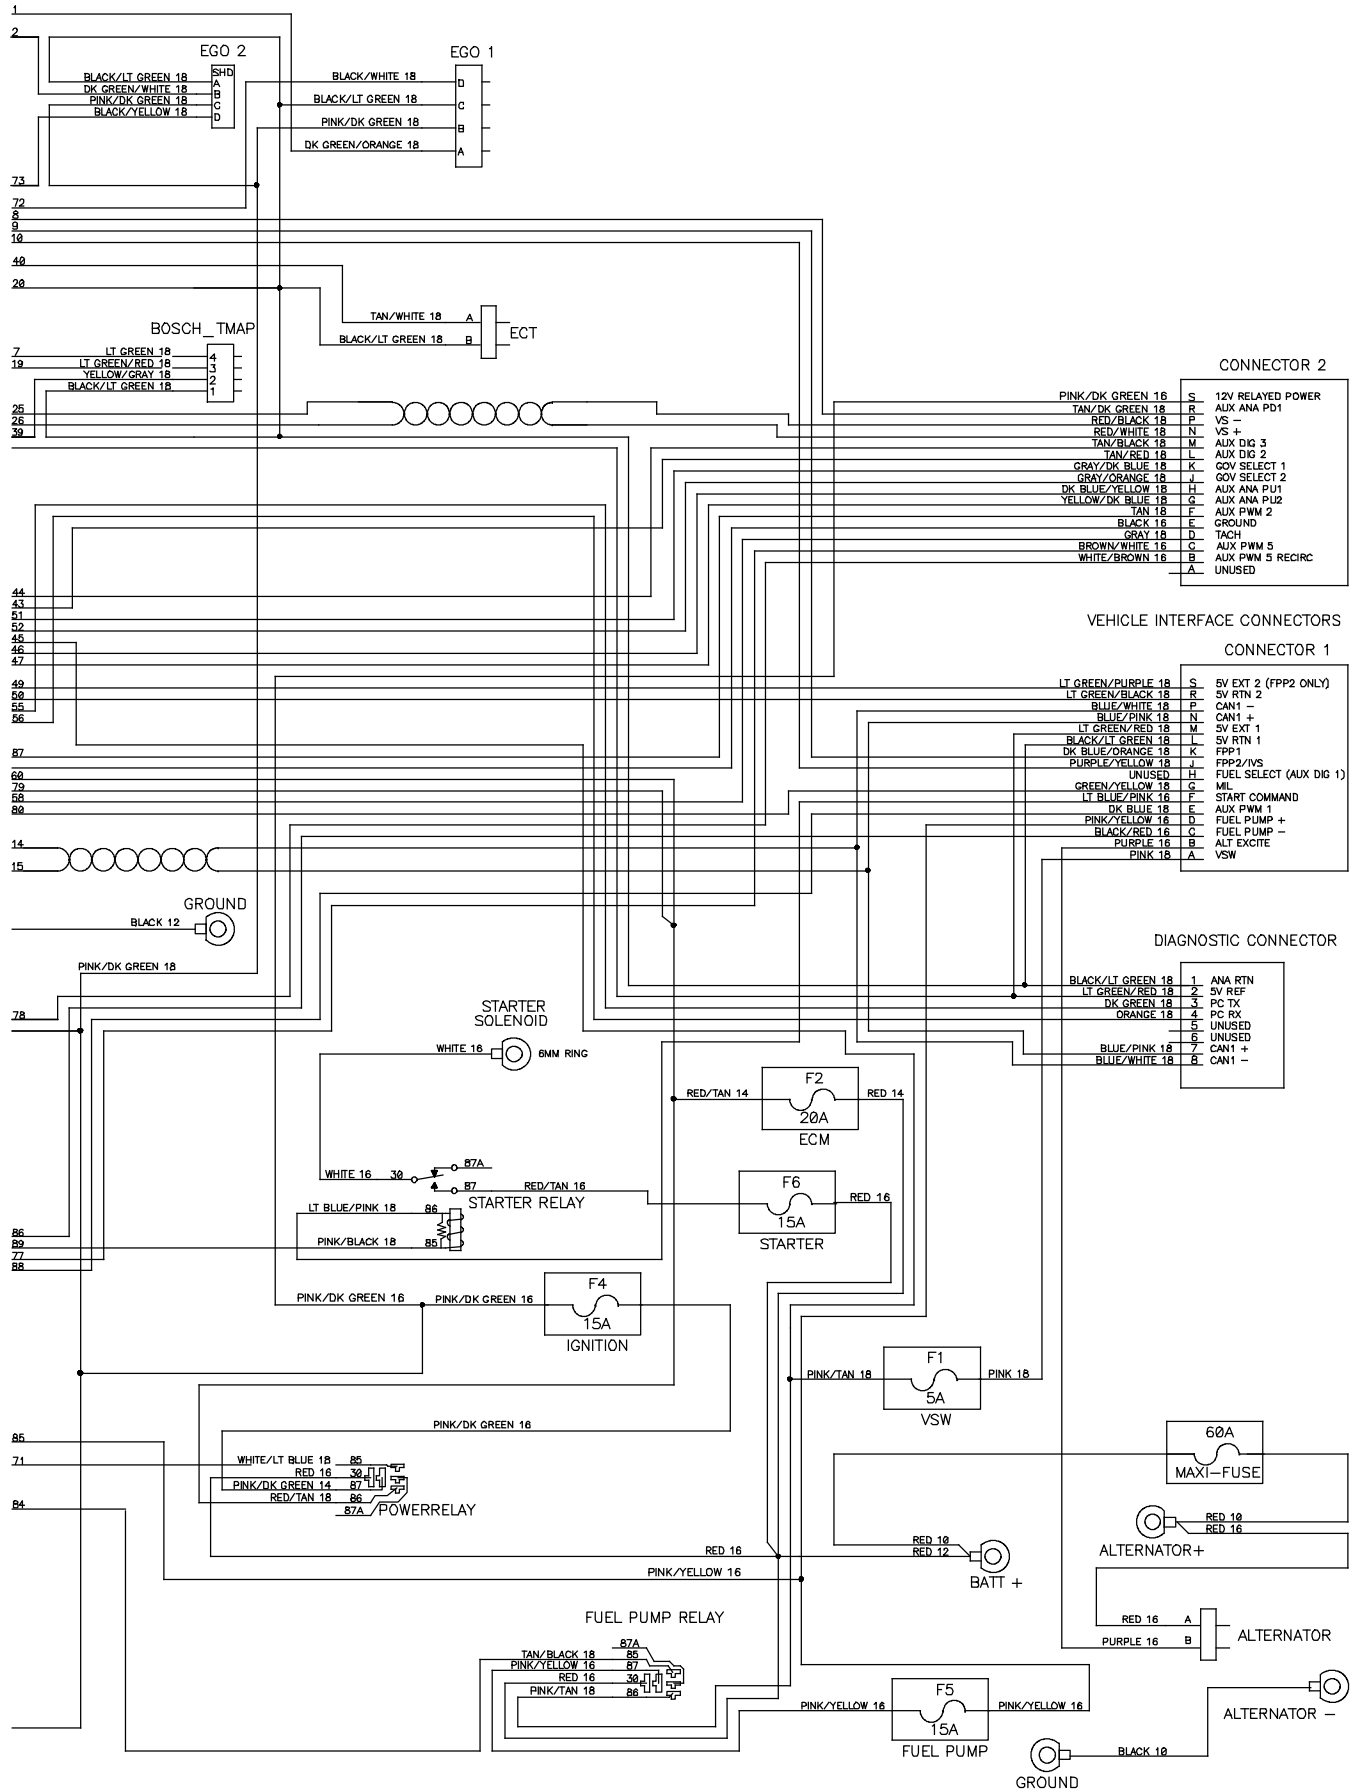 1
2
EGO 2
EGO 1
SHD
BLACK/LT GREEN 18 A
DK GREEN/WHITE 18 B
PINK/DK GREEN 18 C
BLACK/YELLOW 18 D
BLACK/WHITE 18 D
BLACK/LT GREEN 18 C
PINK/DK GREEN 18 B
DK GREEN/ORANGE 18 A
73
72
8
9
10
40
20
TAN/WHITE 18 A
BLACK/LT GREEN 18 B
ECT
BOSCH_TMAP
7 LT GREEN 18 4
19 LT GREEN/RED 18 3
YELLOW/GRAY 18 2
BLACK/LT GREEN 18 1
25
26
39
CONNECTOR 2
PINK/DK GREEN 16 S 12V RELAYED POWER
TAN/DK GREEN 18 R AUX ANA PD1
RED/BLACK 18 P VS -
RED/WHITE 18 N VS +
TAN/BLACK 18 M AUX DIG 3
TAN/RED 18 L AUX DIG 2
GRAY/DK BLUE 18 K GOV SELECT 1
GRAY/ORANGE 18 J GOV SELECT 2
DK BLUE/YELLOW 18 H AUX ANA PU1
YELLOW/DK BLUE 18 G AUX ANA PU2
TAN 18 F AUX PWM 2
BLACK 16 E GROUND
GRAY 18 D TACH
BROWN/WHITE 16 C AUX PWM 5
WHITE/BROWN 16 B AUX PWM 5 RECIRC
A UNUSED
44
43
51
52
45
46
47
49
50
55
56
87
60
79
58
80
VEHICLE INTERFACE CONNECTORS
CONNECTOR 1
LT GREEN/PURPLE 18 S 5V EXT 2 (FPP2 ONLY)
LT GREEN/BLACK 18 R 5V RTN 2
BLUE/WHITE 18 P CAN1 -
BLUE/PINK 18 N CAN1 +
LT GREEN/RED 18 M 5V EXT 1
BLACK/LT GREEN 18 L 5V RTN 1
DK BLUE/ORANGE 18 K FPP1
PURPLE/YELLOW 18 J FPP2/IVS
UNUSED H FUEL SELECT (AUX DIG 1)
GREEN/YELLOW 18 G MIL
LT BLUE/PINK 16 F START COMMAND
DK BLUE 18 E AUX PWM 1
PINK/YELLOW 16 D FUEL PUMP +
BLACK/RED 16 C FUEL PUMP -
PURPLE 16 B ALT EXCITE
PINK 18 A VSW
14
15
GROUND
BLACK 12
PINK/DK GREEN 18
DIAGNOSTIC CONNECTOR
BLACK/LT GREEN 18 1 ANA RTN
LT GREEN/RED 18 2 5V REF
DK GREEN 18 3 PC TX
ORANGE 18 4 PC RX
5 UNUSED
6 UNUSED
BLUE/PINK 18 7 CAN1 +
BLUE/WHITE 18 8 CAN1 -
78
STARTER
SOLENOID
WHITE 16
6MM RING
F2
RED/TAN 14
RED 14
20A
ECM
WHITE 16 30
87A
87
RED/TAN 16
STARTER RELAY
LT BLUE/PINK 18 86
PINK/BLACK 18 85
F6
RED 16
15A
STARTER
86
89
77
88
F4
PINK/DK GREEN 16
PINK/DK GREEN 16
15A
IGNITION
F1
PINK/TAN 18
PINK 18
5A
VSW
PINK/DK GREEN 16
85
71
84
WHITE/LT BLUE 18 85
RED 16 30
PINK/DK GREEN 14 87
RED/TAN 18 86
87A
POWERRELAY
60A
MAXI-FUSE
RED 10
RED 16
ALTERNATOR+
RED 10
RED 12
BATT +
RED 16
PINK/YELLOW 16
FUEL PUMP RELAY
87A
TAN/BLACK 18 85
PINK/YELLOW 16 87
RED 16 30
PINK/TAN 18 86
RED 16 A
PURPLE 16 B
ALTERNATOR
F5
PINK/YELLOW 16
PINK/YELLOW 16
15A
FUEL PUMP
ALTERNATOR -
BLACK 10
GROUND